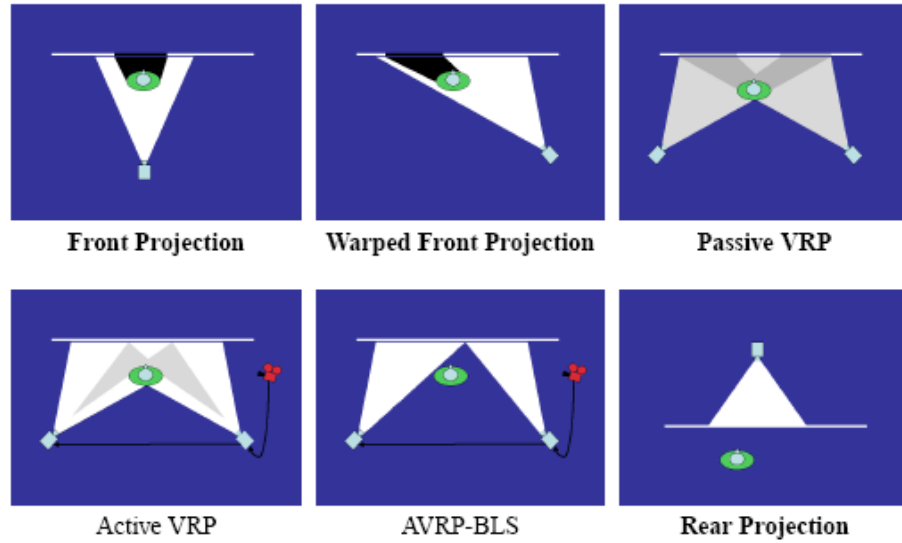 Front Projection
Warped Front Projection
Passive VRP
Active VRP
AVRP-BLS
Rear Projection